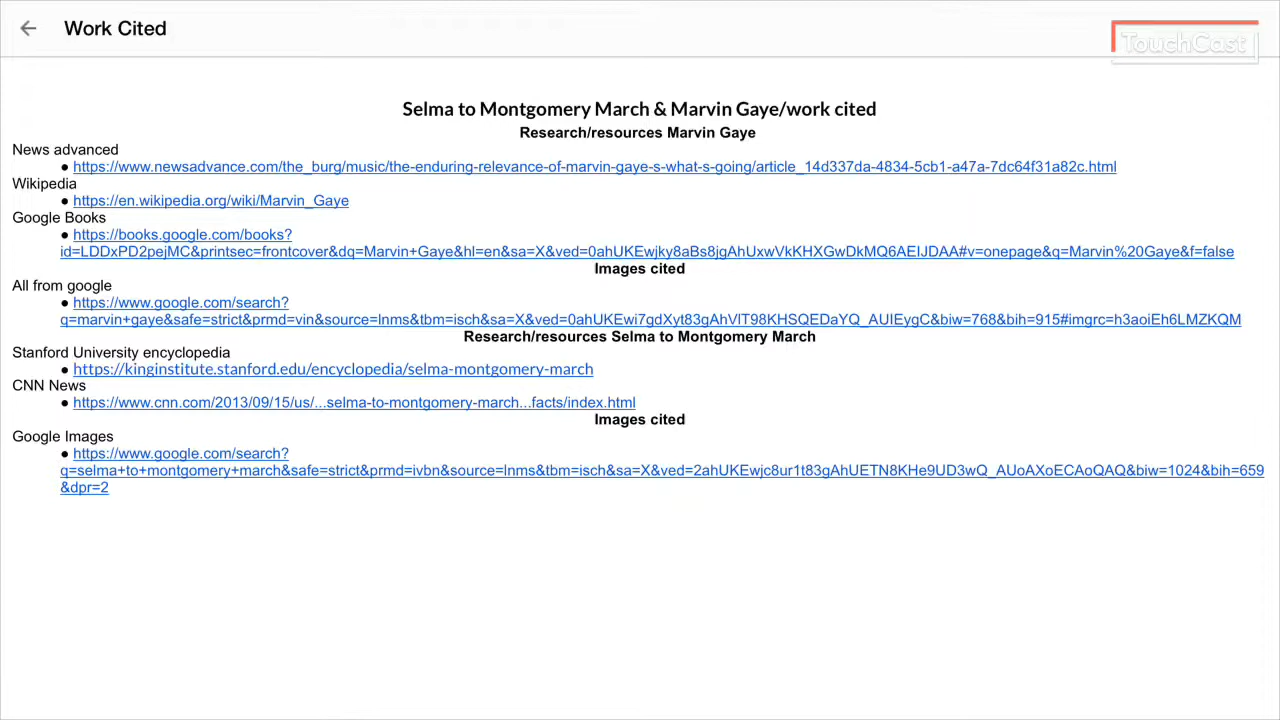 Work Cited
TouchCast
Selma to Montgomery March & Marvin Gaye/work cited
Research/resources Marvin Gaye
News advanced
● https://www.newsadvance.com/the_burg/music/the-enduring-relevance-of-marvin-gaye-s-what-s-going/article_14d337da-4834-5cb1-a47a-7dc64f31a82c.html
Wikipedia
● https://en.wikipedia.org/wiki/Marvin_Gaye
Google Books
● https://books.google.com/books?
id=LDDxPD2pejMC&printsec=frontcover&dq=Marvin+Gaye&hl=en&sa=X&ved=0ahUKEwjky8aBs8jgAhUxwVkKHXGwDkMQ6AEIJDAA#v=onepage&q=Marvin%20Gaye&f=false
Images cited
All from google
● https://www.google.com/search?
q=marvin+gaye&safe=strict&prmd=vin&source=lnms&tbm=isch&sa=X&ved=0ahUKEwi7gdXyt83gAhVlT98KHSQEDaYQ_AUIEygC&biw=768&bih=915#imgrc=h3aoiEh6LMZKQM
Research/resources Selma to Montgomery March
Stanford University encyclopedia
● https://kinginstitute.stanford.edu/encyclopedia/selma-montgomery-march
CNN News
● https://www.cnn.com/2013/09/15/us/...selma-to-montgomery-march...facts/index.html
Images cited
Google Images
● https://www.google.com/search?
q=selma+to+montgomery+march&safe=strict&prmd=ivbn&source=lnms&tbm=isch&sa=X&ved=2ahUKEwjc8ur1t83gAhUETN8KHe9UD3wQ_AUoAXoECAoQAQ&biw=1024&bih=659
&dpr=2